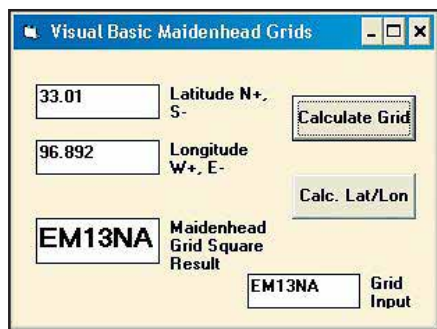 Visual Basic Maidenhead Grids
33.01
Latitude N+,
S-
Calculate Grid
96.892
Longitude
W+, E-
Calc. Lat/Lon
EM13NA
Maidenhead
Grid Square
Result
EM13NA
Grid
Input